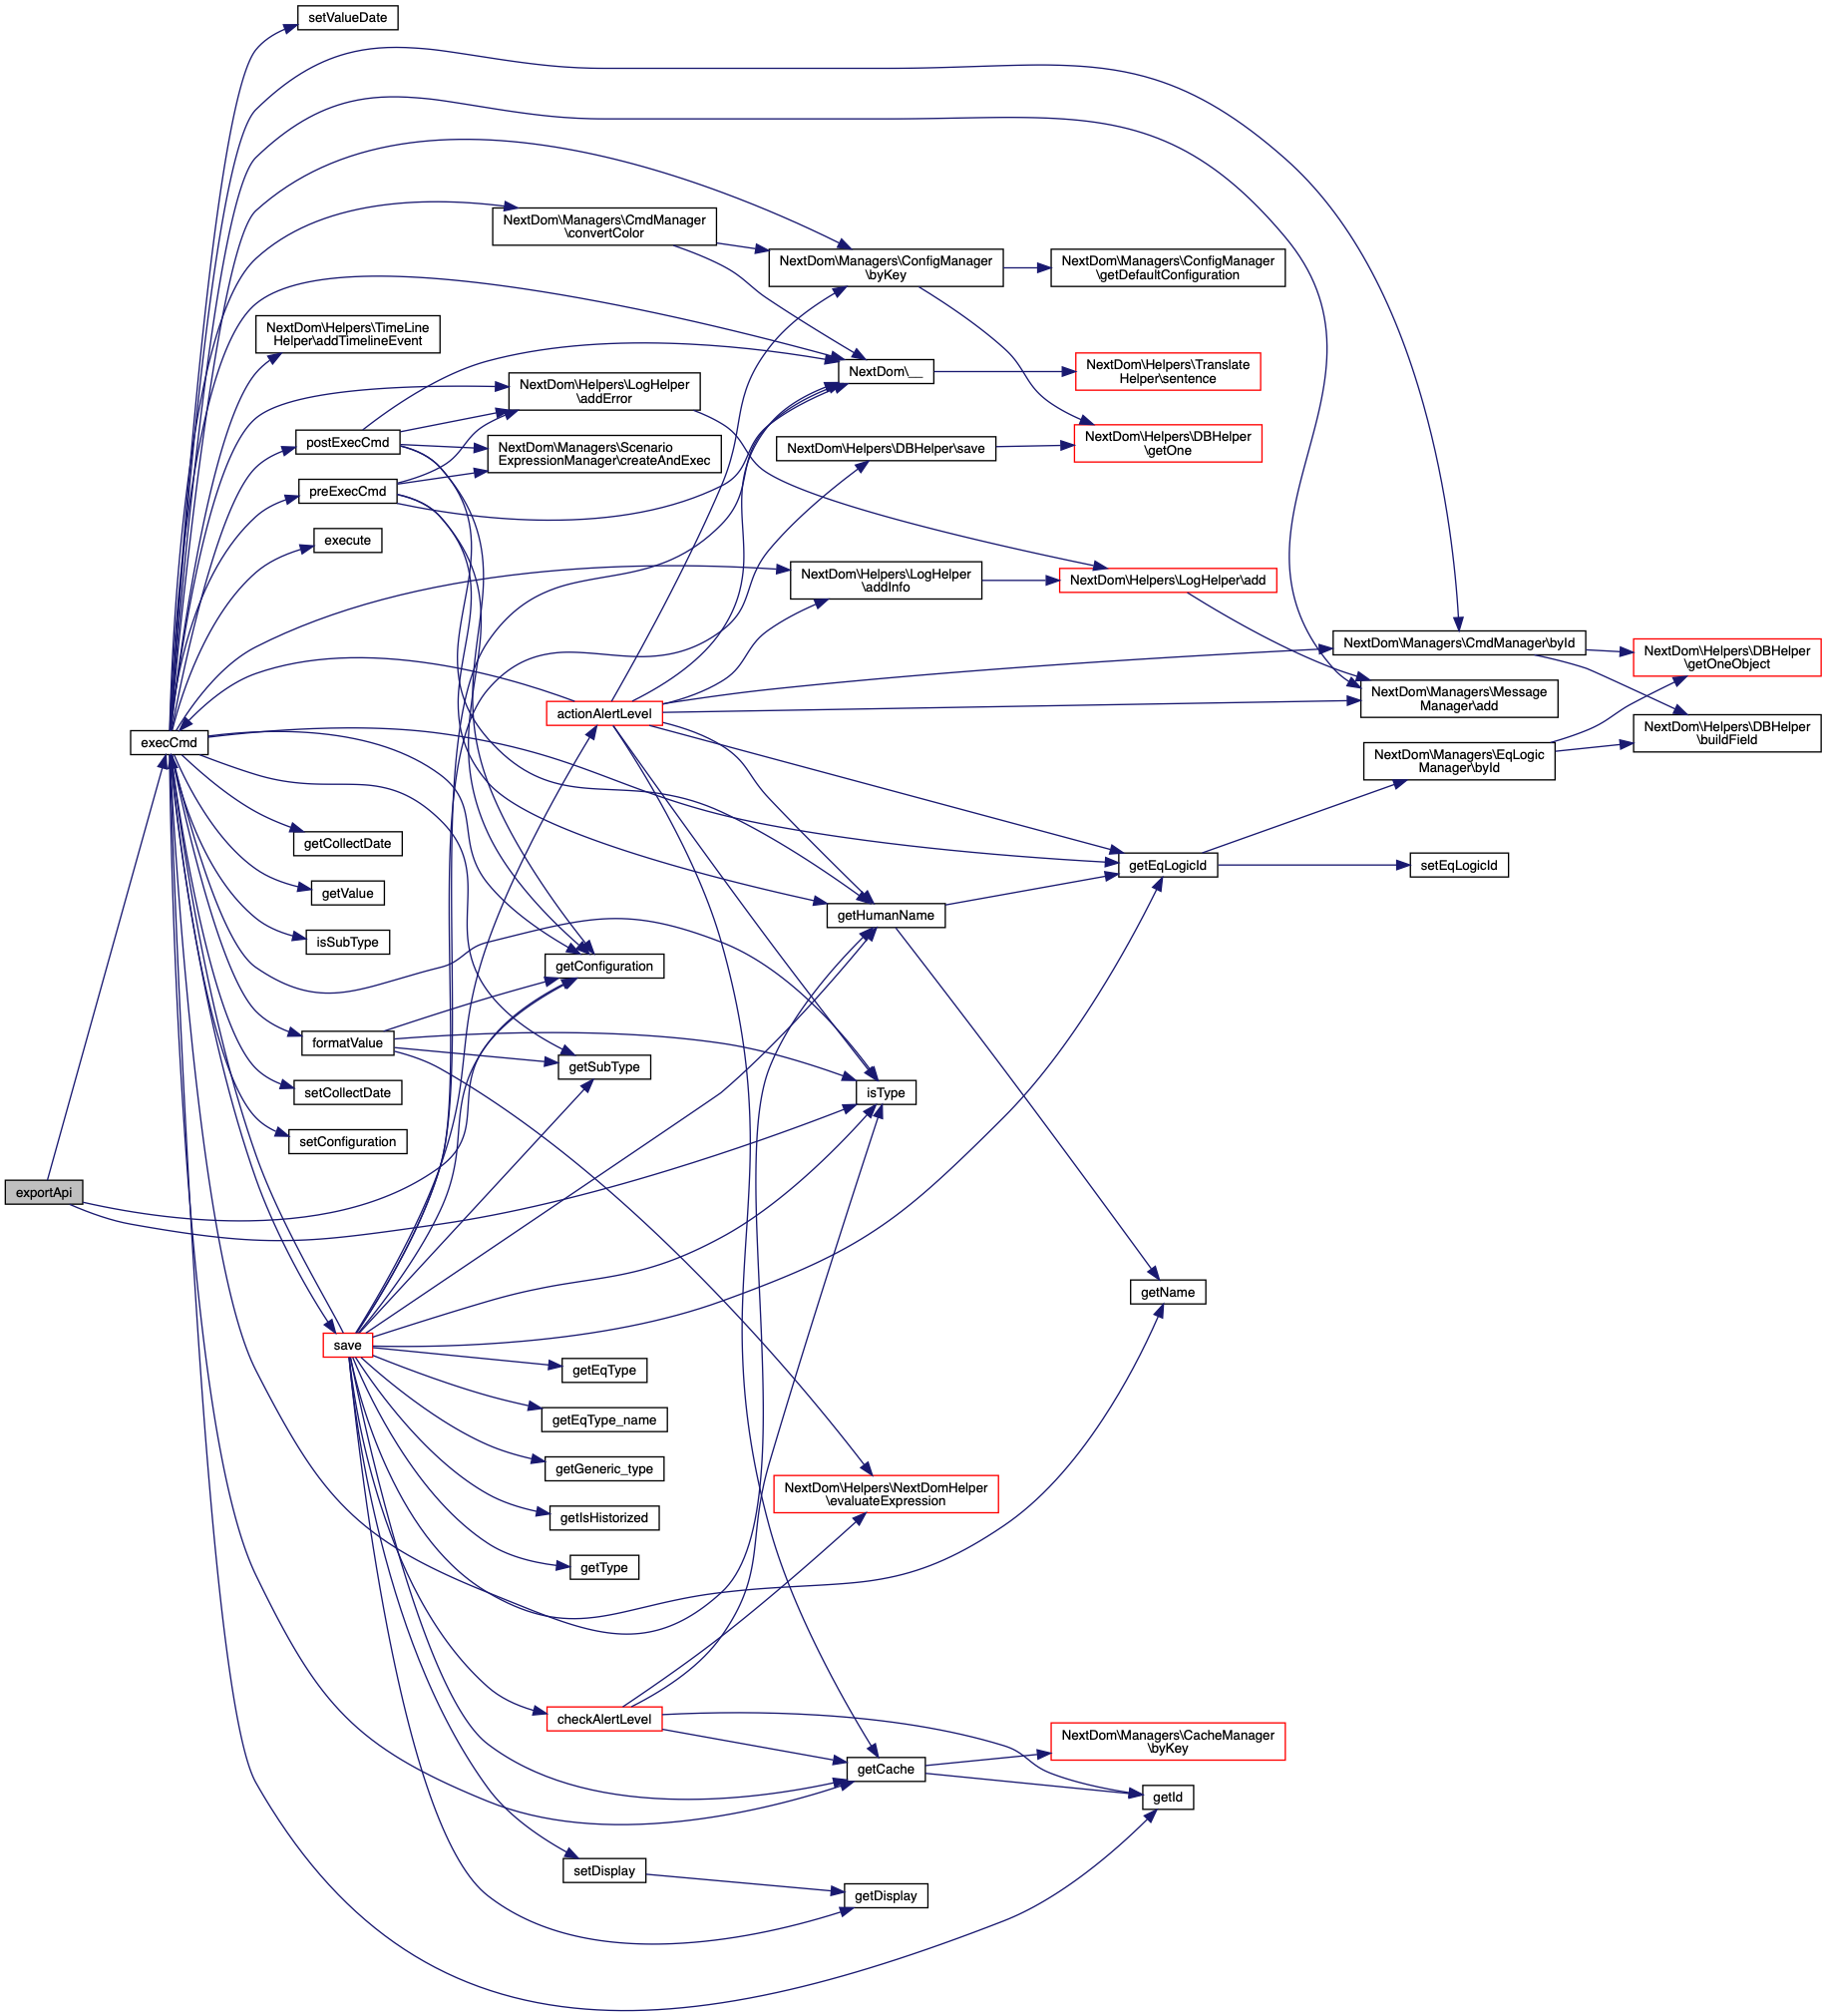 setValueDate
NextDom\Managers\CmdManager
\convertColor
NextDom\Managers\ConfigManager
\byKey
NextDom\Managers\ConfigManager
\getDefaultConfiguration
NextDom\Helpers\TimeLine
Helper\addTimelineEvent
NextDom\__
NextDom\Helpers\Translate
Helper\sentence
NextDom\Helpers\LogHelper
\addError
postExecCmd
NextDom\Managers\Scenario
ExpressionManager\createAndExec
NextDom\Helpers\DBHelper\save
NextDom\Helpers\DBHelper
\getOne
preExecCmd
execute
NextDom\Helpers\LogHelper
\addInfo
NextDom\Helpers\LogHelper\add
NextDom\Managers\CmdManager\byId
NextDom\Helpers\DBHelper
\getOneObject
NextDom\Managers\Message
Manager\add
actionAlertLevel
execCmd
NextDom\Helpers\DBHelper
\buildField
NextDom\Managers\EqLogic
Manager\byId
getCollectDate
getEqLogicId
setEqLogicId
getValue
getHumanName
isSubType
getConfiguration
formatValue
getSubType
setCollectDate
isType
setConfiguration
exportApi
getName
save
getEqType
getEqType_name
getGeneric_type
NextDom\Helpers\NextDomHelper
\evaluateExpression
getIsHistorized
getType
checkAlertLevel
NextDom\Managers\CacheManager
\byKey
getCache
getId
setDisplay
getDisplay